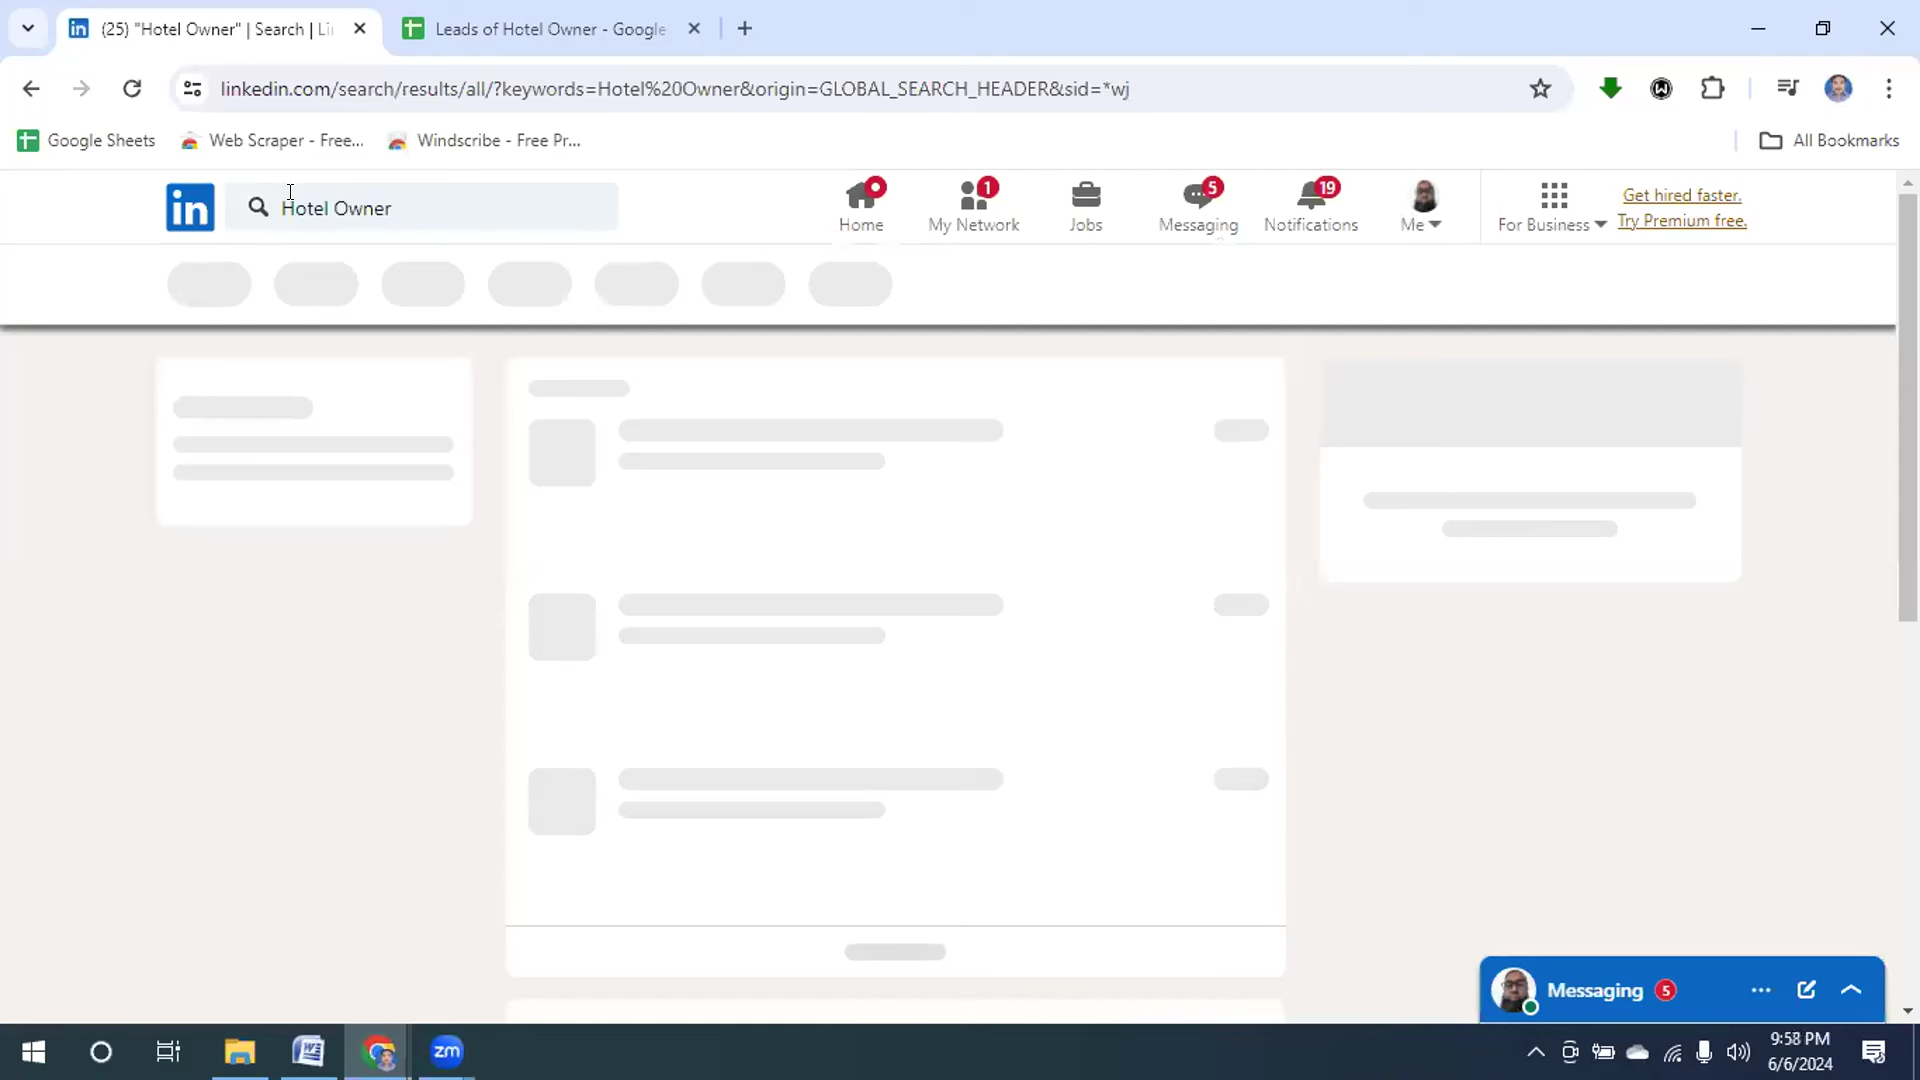 (25) "Hotel Owner" | Search | Li
Leads of Hotel Owner - Google
linkedin.com/search/results/all/?keywords=Hotel%20Owner&origin=GLOBAL_SEARCH_HEADER&sid=*wj
Google Sheets
Web Scraper - Free...
Windscribe - Free Pr...
All Bookmarks
in
Hotel Owner
Home
1
My Network
Jobs
5
Messaging
19
Notifications
Me
For Business
Get hired faster.
Try Premium free.
Messaging 5
zm
9:58 PM
6/6/2024